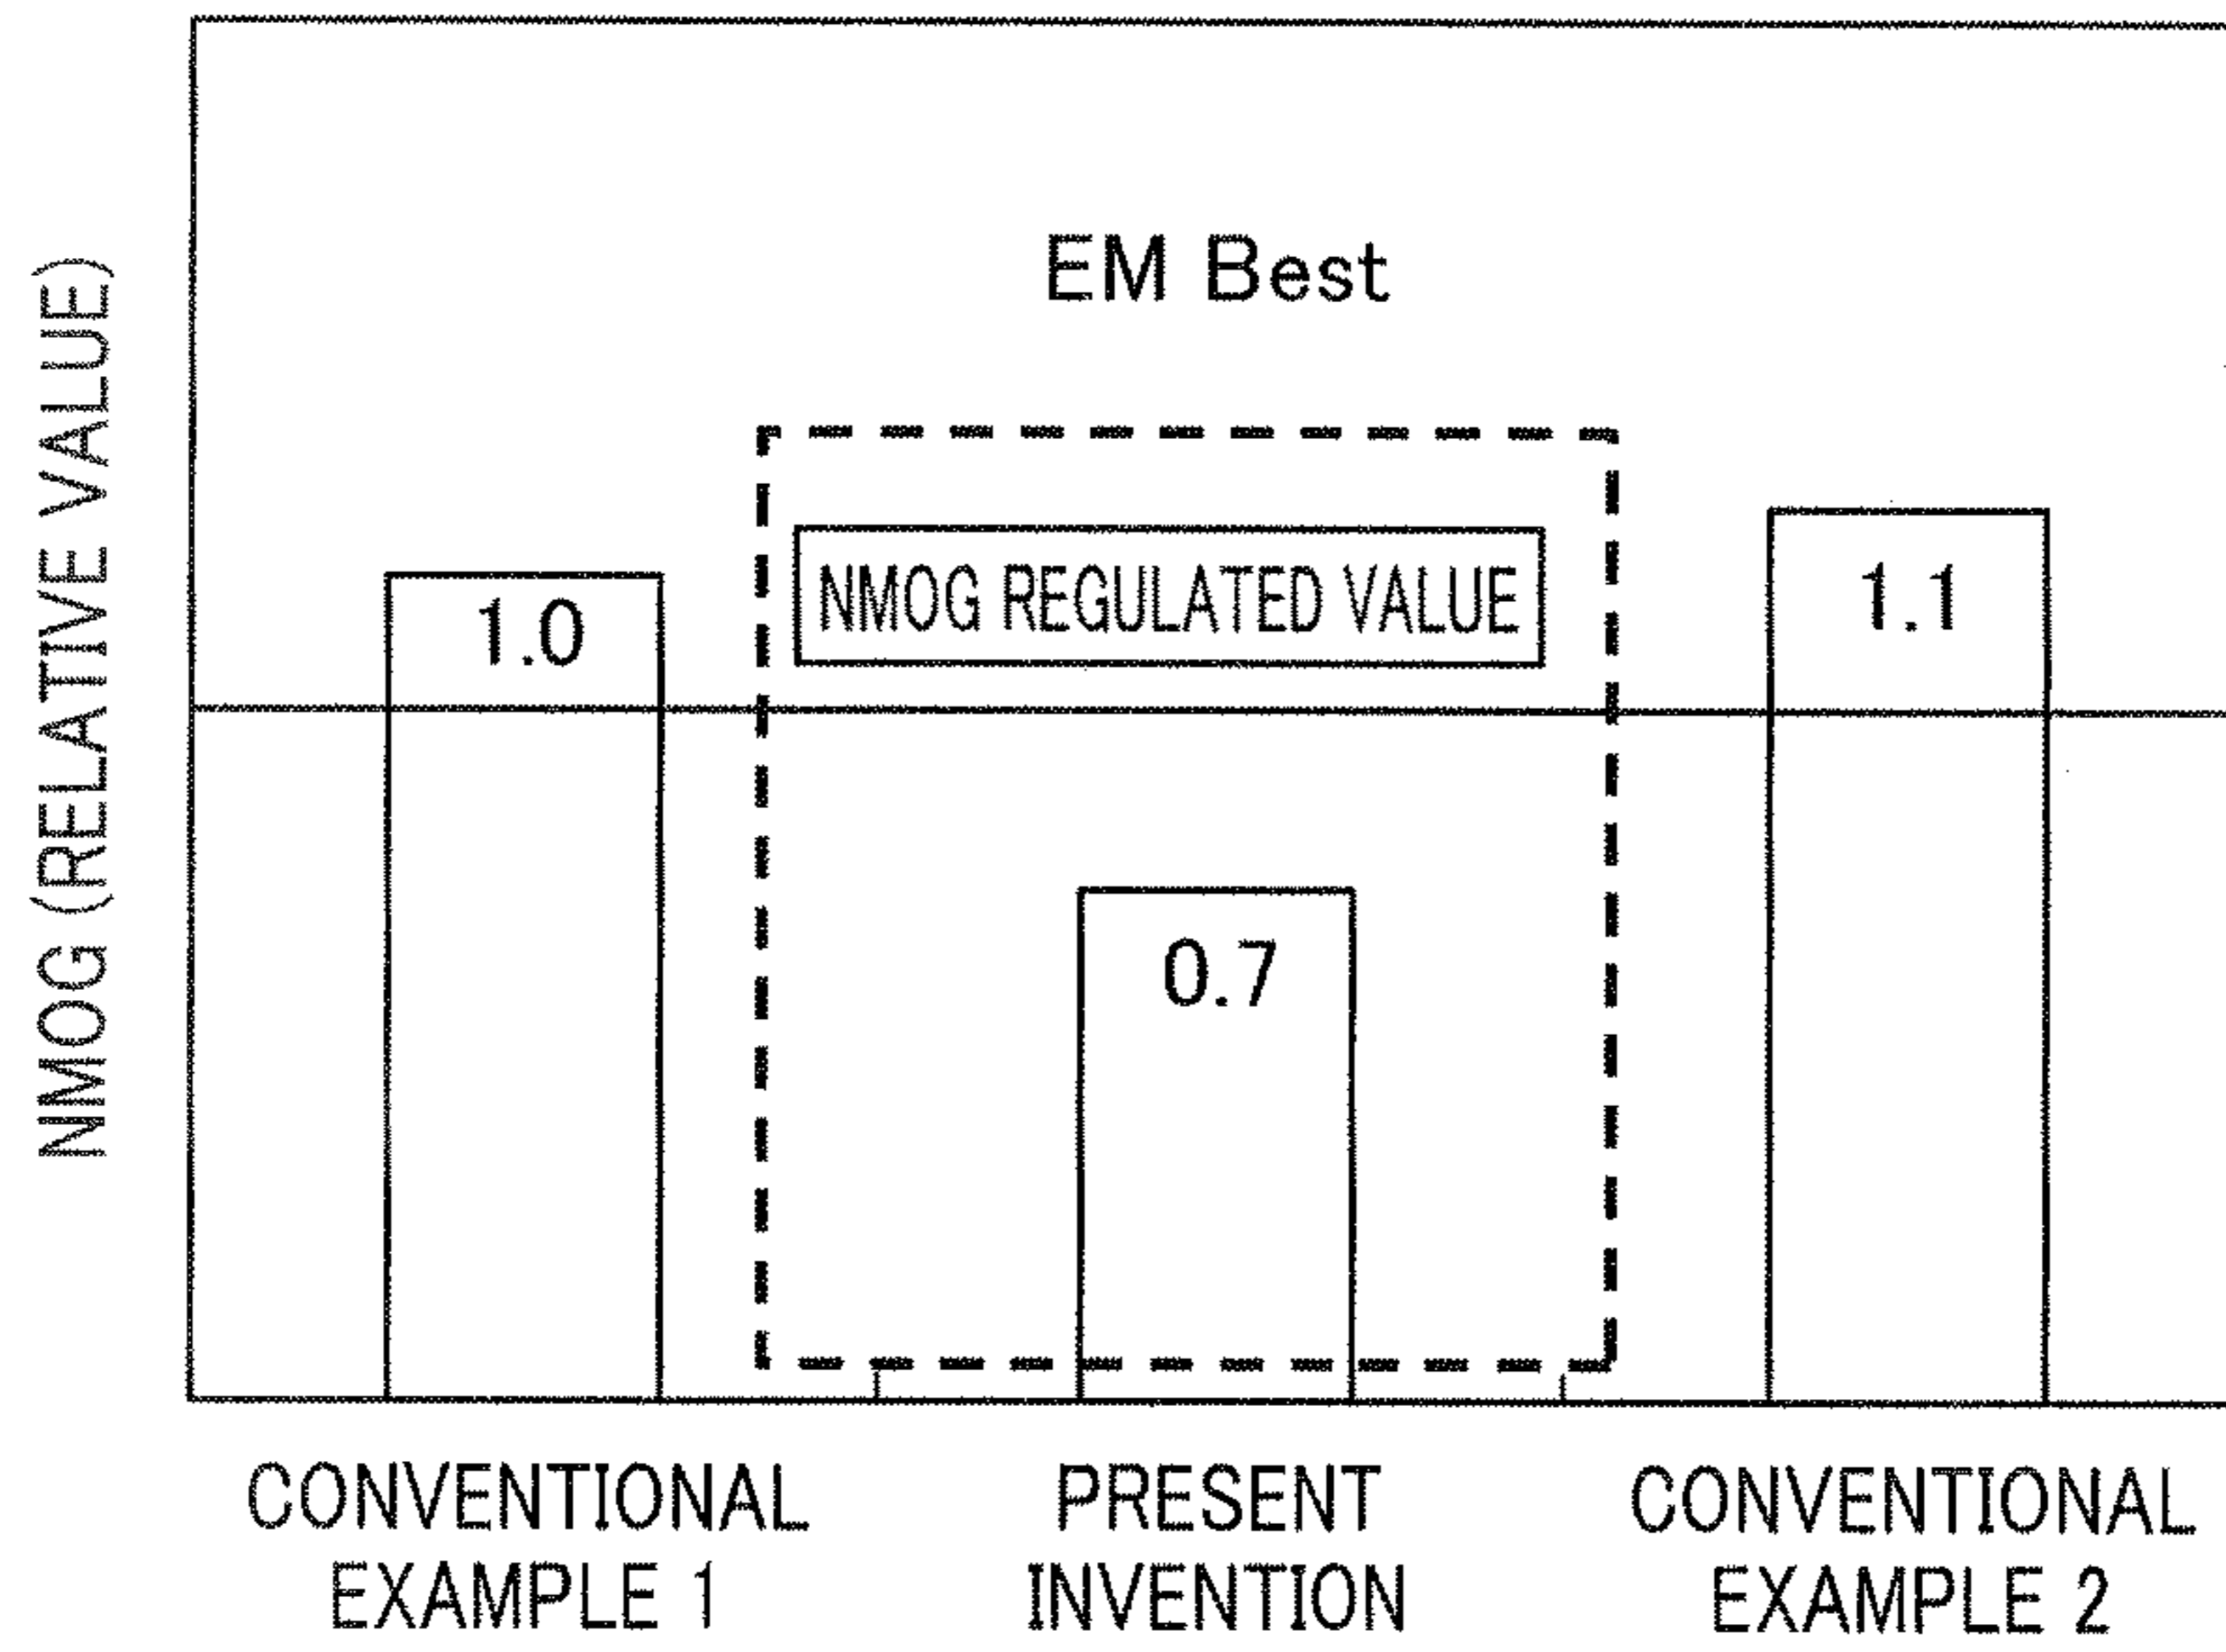 NMOG (RELATIVE VALUE)
EM Best
NMOG REGULATED VALUE
1.0
0.7
1.1
CONVENTIONAL
EXAMPLE 1
PRESENT
INVENTION
CONVENTIONAL
EXAMPLE 2